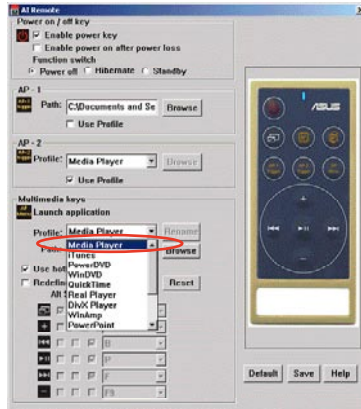 AI Remote
Power on / off key
Enable power key
Enable power on after power loss
Function switch
Power off Hibernate Standby
AP - 1
Path: C:\Documents and Se Browse
Use Profile
AP - 2
Profile: Media Player Browse
Use Profile
Multimedia keys
Launch application
Profile: Media Player Rename
Media Player
iTunes
Browse
PowerDVD
WinDVD
Use hot
QuickTime
Real Player
Reset
DivX Player
WinAmp
PowerPoint
B
P
F
F9
ASUS
Default Save Help